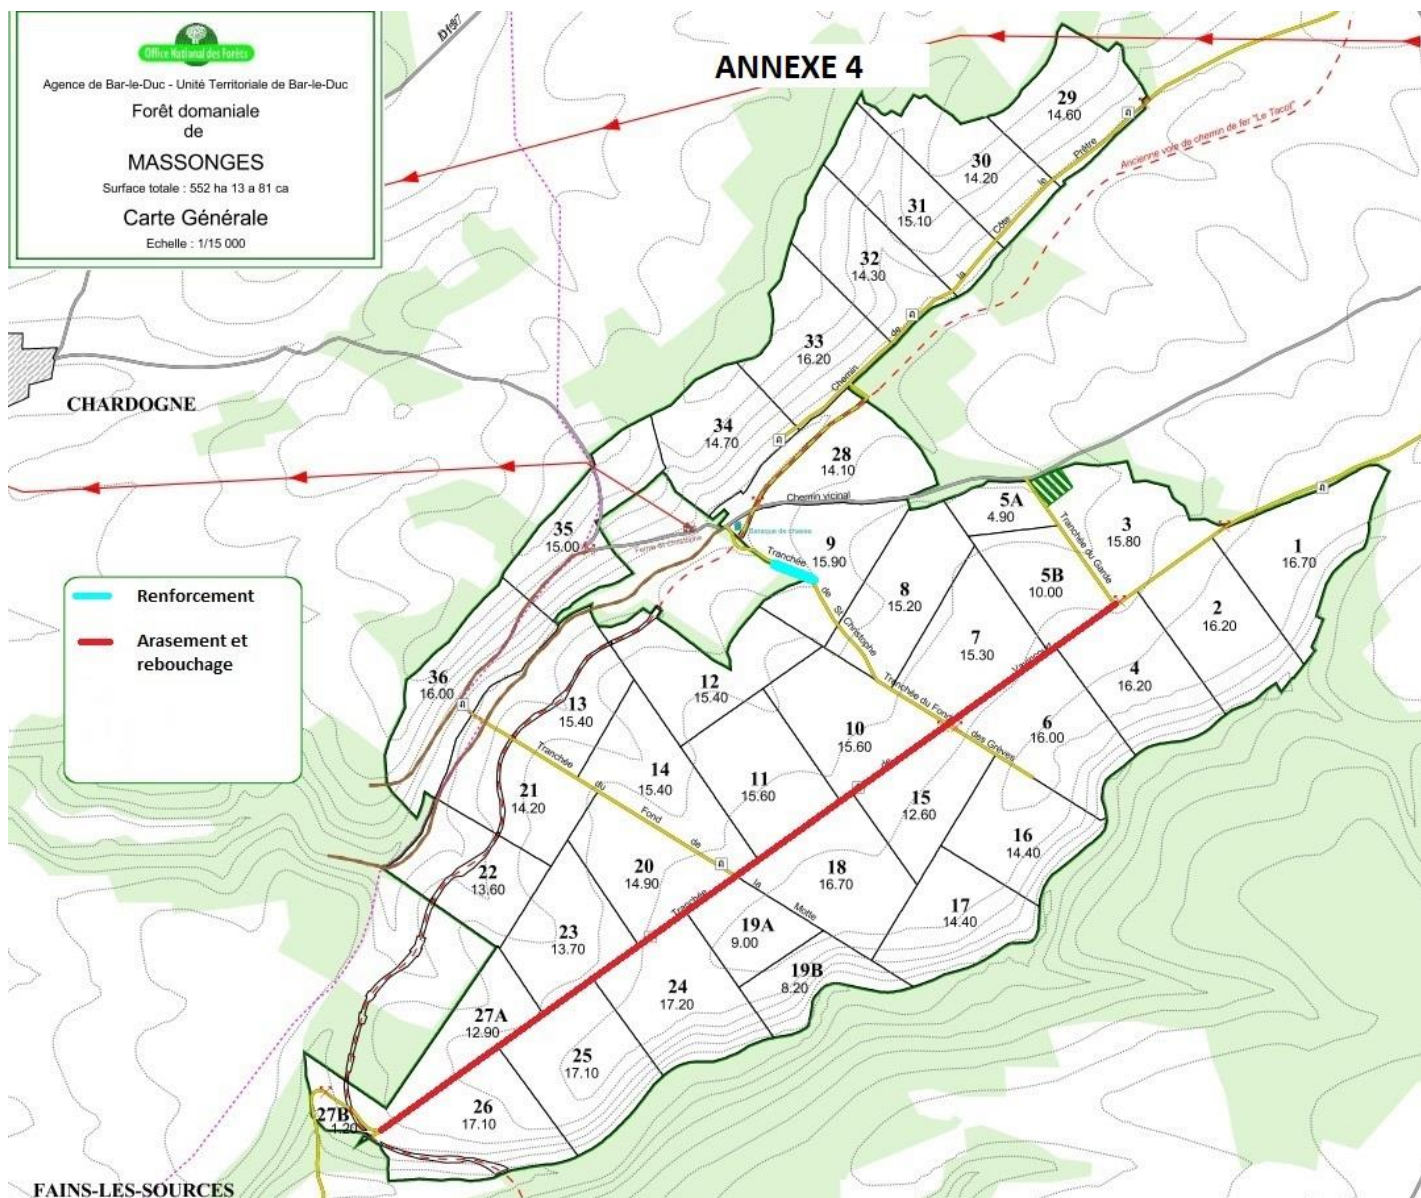 Office National des Forêts
Agence de Bar-le-Duc - Unité Territoriale de Bar-le-Duc
Forêt domaniale
de
MASSONGES
Surface totale : 552 ha 13 a 81 ca
Carte Générale
Echelle : 1/15 000
ANNEXE 4
29
14.60
Ancienne voie de chemin de fer "Le Tacot"
30
14.20
31
15.10
32
14.30
33
16.20
Chemin de la Côte le Prêtre
CHARDOGNE
34
14.70
28
14.10
Chemin vicinal
5A
4.90
3
15.80
Tranchée du Garde
1
16.70
35
15.00
Ferme St Christophe
Baraque de chasse
9
15.90
Tranchée de St Christophe
8
15.20
5B
10.00
2
16.20
7
15.30
4
16.20
Renforcement
Arasement et
rebouchage
36
16.00
13
15.40
12
15.40
Tranchée du Fond des Grèves
10
15.60
6
16.00
Tranchée du Fond de la Motte
14
15.40
11
15.60
21
14.20
15
12.60
16
14.40
20
14.90
18
16.70
22
13.60
Tranchée de
17
14.40
23
13.70
19A
9.00
19B
8.20
24
17.20
27A
12.90
25
17.10
26
17.10
27B
1.20
FAINS-LES-SOURCES